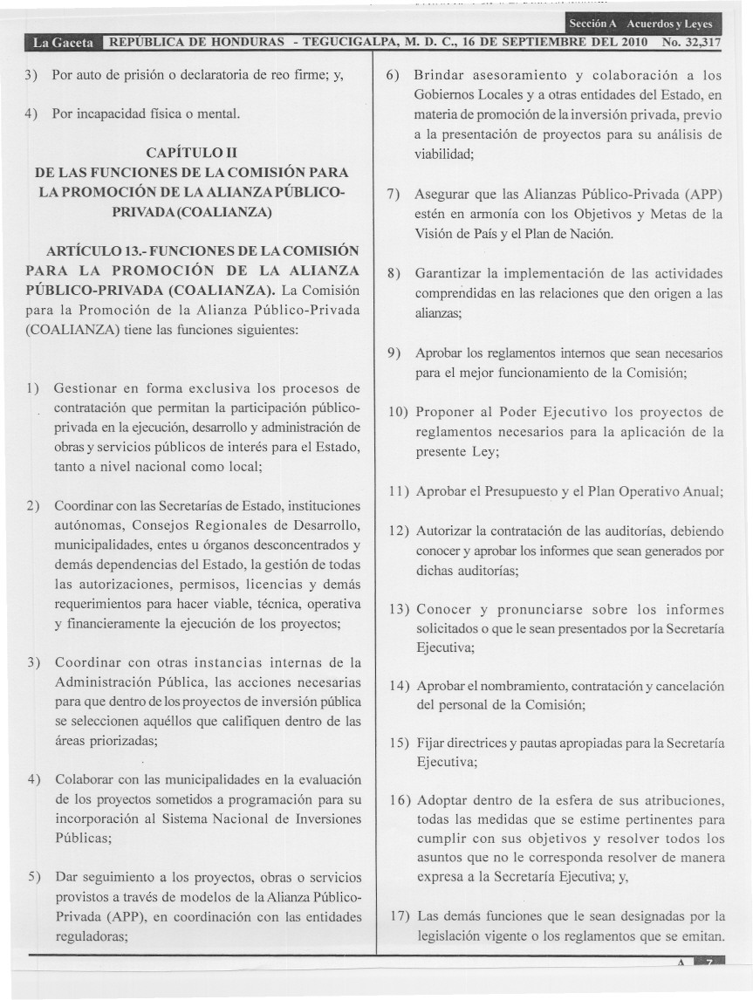 Sección A Acuerdos y Leyes
La Gaceta REPÚBLICA DE HONDURAS - TEGUCIGALPA, M. D. C., 16 DE SEPTIEMBRE DEL 2010 No. 32,317
3) Por auto de prisión o declaratoria de reo firme; y,
4) Por incapacidad física o mental.
CAPÍTULO II
DE LAS FUNCIONES DE LA COMISIÓN PARA
LA PROMOCIÓN DE LA ALIANZA PÚBLICO-
PRIVADA (COALIANZA)
ARTÍCULO 13.- FUNCIONES DE LA COMISIÓN
PARA LA PROMOCIÓN DE LA ALIANZA
PÚBLICO-PRIVADA (COALIANZA). La Comisión
para la Promoción de la Alianza Público-Privada
(COALIANZA) tiene las funciones siguientes:
1) Gestionar en forma exclusiva los procesos de
contratación que permitan la participación público-
privada en la ejecución, desarrollo y administración de
obras y servicios públicos de interés para el Estado,
tanto a nivel nacional como local;
2) Coordinar con las Secretarías de Estado, instituciones
autónomas, Consejos Regionales de Desarrollo,
municipalidades, entes u órganos desconcentrados y
demás dependencias del Estado, la gestión de todas
las autorizaciones, permisos, licencias y demás
requerimientos para hacer viable, técnica, operativa
y financieramente la ejecución de los proyectos;
3) Coordinar con otras instancias internas de la
Administración Pública, las acciones necesarias
para que dentro de los proyectos de inversión pública
se seleccionen aquéllos que califiquen dentro de las
áreas priorizadas;
4) Colaborar con las municipalidades en la evaluación
de los proyectos sometidos a programación para su
incorporación al Sistema Nacional de Inversiones
Públicas;
5) Dar seguimiento a los proyectos, obras o servicios
provistos a través de modelos de la Alianza Público-
Privada (APP), en coordinación con las entidades
reguladoras;
6) Brindar asesoramiento y colaboración a los
Gobiernos Locales y a otras entidades del Estado, en
materia de promoción de la inversión privada, previo
a la presentación de proyectos para su análisis de
viabilidad;
7) Asegurar que las Alianzas Público-Privada (APP)
estén en armonía con los Objetivos y Metas de la
Visión de País y el Plan de Nación.
8) Garantizar la implementación de las actividades
comprendidas en las relaciones que den origen a las
alianzas;
9) Aprobar los reglamentos internos que sean necesarios
para el mejor funcionamiento de la Comisión;
10) Proponer al Poder Ejecutivo los proyectos de
reglamentos necesarios para la aplicación de la
presente Ley;
11) Aprobar el Presupuesto y el Plan Operativo Anual;
12) Autorizar la contratación de las auditorías, debiendo
conocer y aprobar los informes que sean generados por
dichas auditorías;
13) Conocer y pronunciarse sobre los informes
solicitados o que le sean presentados por la Secretaría
Ejecutiva;
14) Aprobar el nombramiento, contratación y cancelación
del personal de la Comisión;
15) Fijar directrices y pautas apropiadas para la Secretaría
Ejecutiva;
16) Adoptar dentro de la esfera de sus atribuciones,
todas las medidas que se estime pertinentes para
cumplir con sus objetivos y resolver todos los
asuntos que no le corresponda resolver de manera
expresa a la Secretaría Ejecutiva; y,
17) Las demás funciones que le sean designadas por la
legislación vigente o los reglamentos que se emitan.
A 7